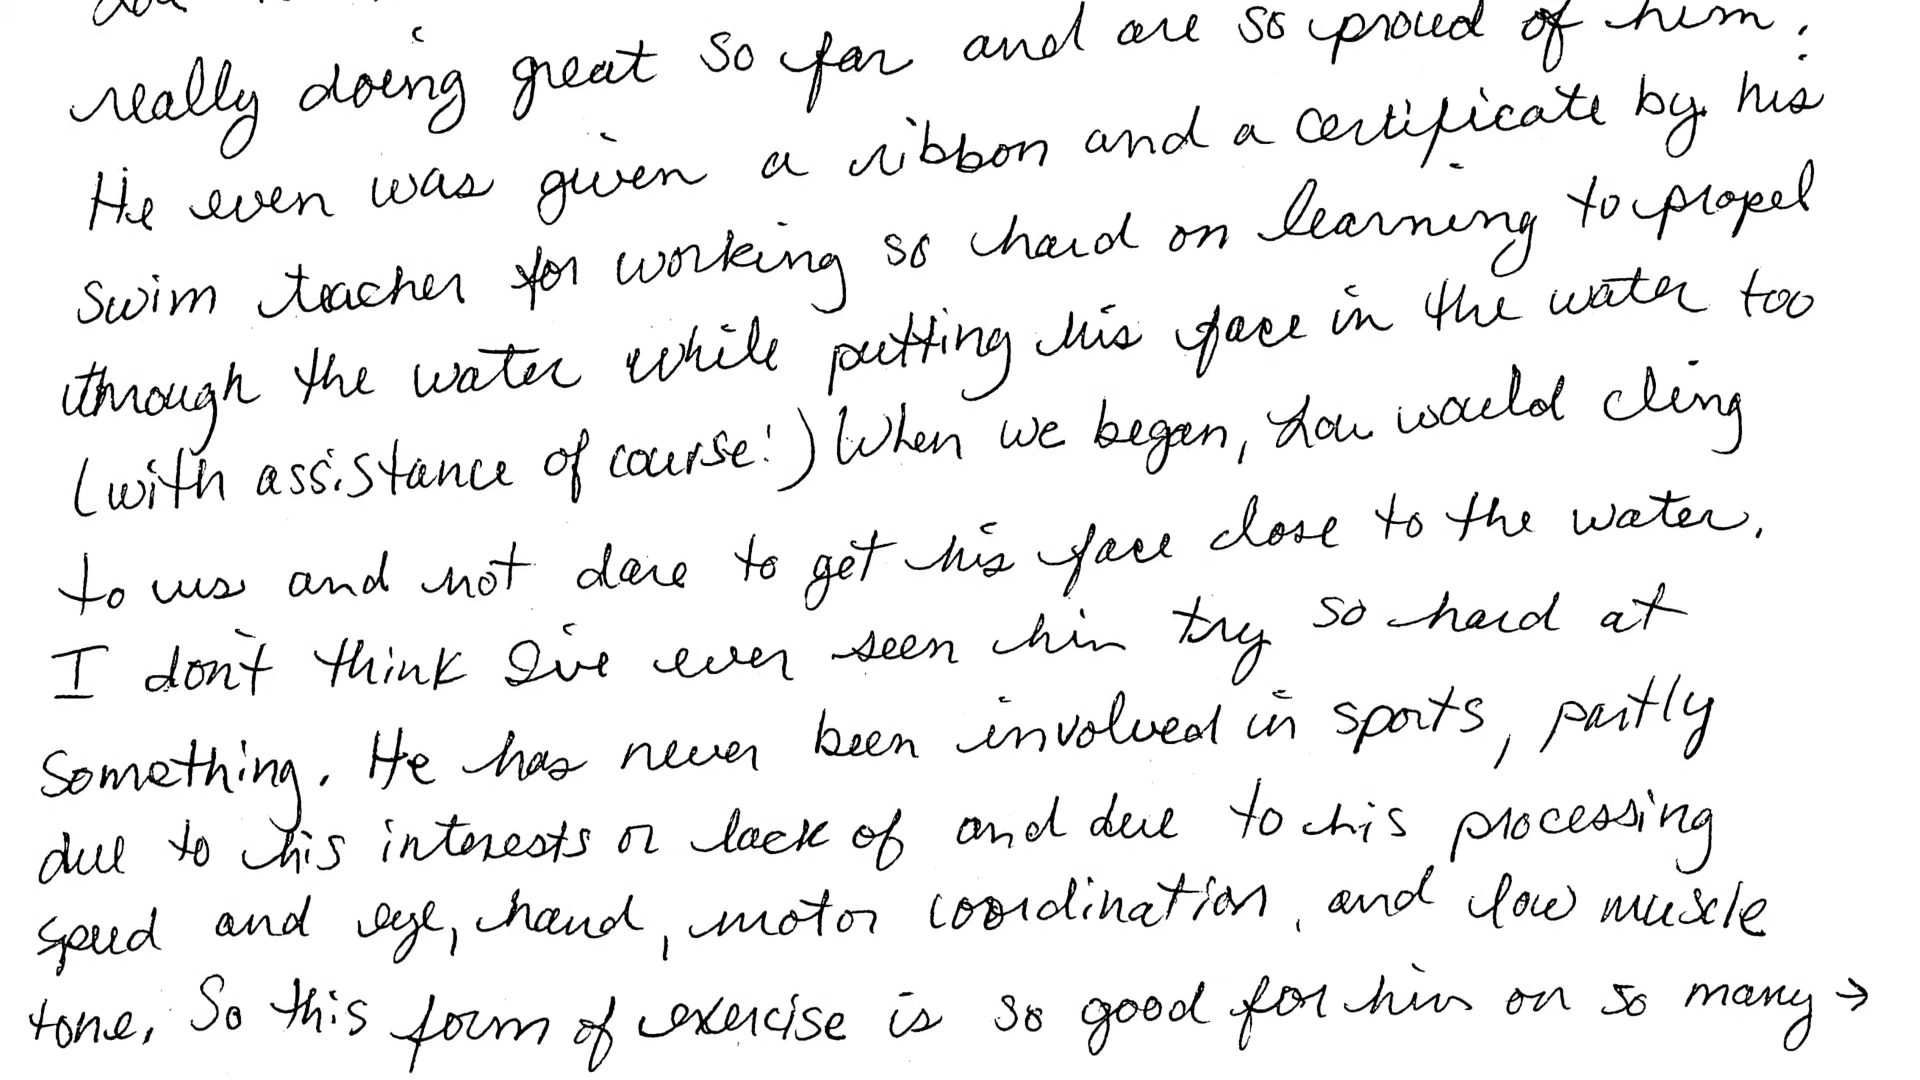 really doing great so far and are so proud of him.
He even was given a ribbon and a certificate by his
swim teacher for working so hard on learning to propel
through the water while putting his face in the water too
(with assistance of course!) When we began, Lou would cling
to us and not dare to get his face close to the water.
I don't think I've ever seen him try so hard at
something. He has never been involved in sports, partly
due to his interests or lack of and due to his processing
speed and eye, hand, motor coordination, and low muscle
tone. So this form of exercise is so good for him on so many →